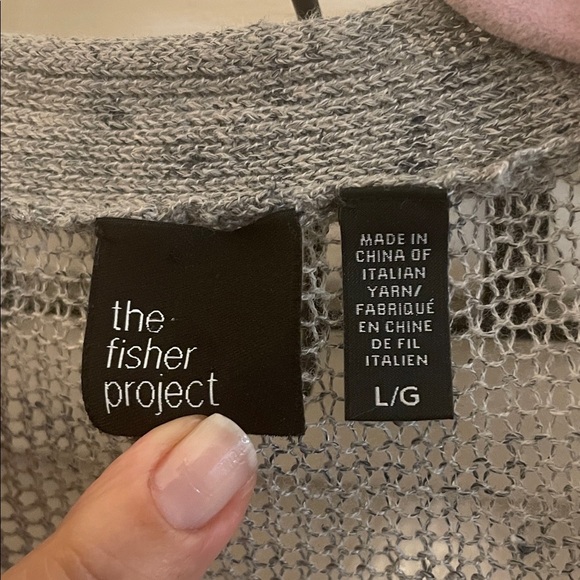 the
fisher
project
MADE IN
CHINA OF
ITALIAN
YARN/
FABRIQUÉ
EN CHINE
DE FIL
ITALIEN
L/G